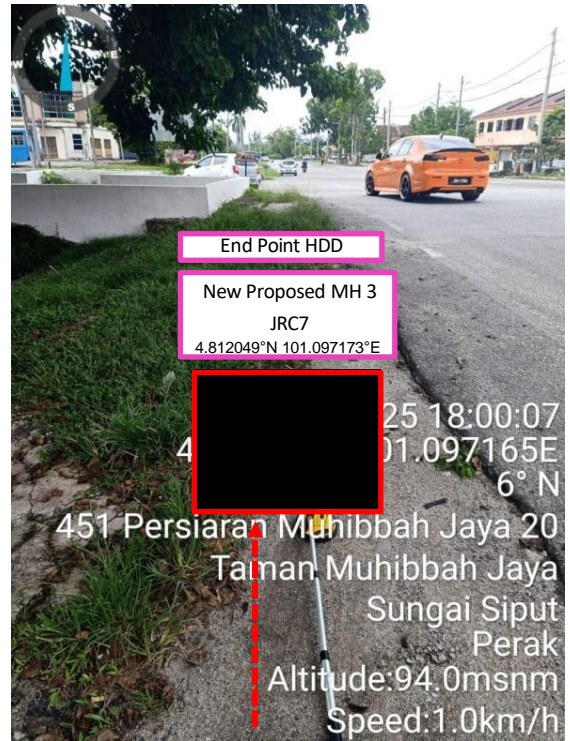 N
W
E
S
End Point HDD
New Proposed MH 3
JRC7
4.812049°N 101.097173°E
25 18:00:07
4 01.097165E
6° N
451 Persiaran Muhibbah Jaya 20
Taman Muhibbah Jaya
Sungai Siput
Perak
Altitude:94.0msnm
Speed:1.0km/h